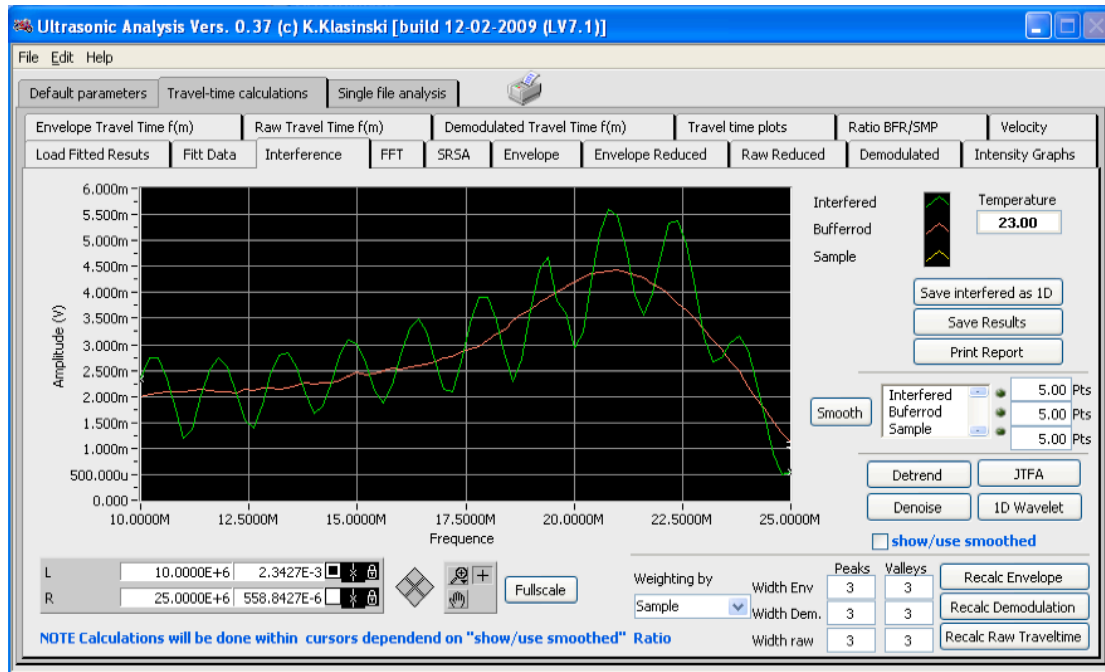 Ultrasonic Analysis Vers. 0.37 (c) K.Klasinski [build 12-02-2009 (LV7.1)]
File Edit Help
Default parameters Travel-time calculations Single file analysis
Envelope Travel Time f(m) Raw Travel Time f(m) Demodulated Travel Time f(m) Travel time plots Ratio BFR/SMP Velocity
Load Fitted Resuts Fitt Data Interference FFT SRSA Envelope Envelope Reduced Raw Reduced Demodulated Intensity Graphs
6.000m
5.500m
5.000m
4.500m
4.000m
3.500m
3.000m
2.500m
2.000m
1.500m
1.000m
500.000u
0.000
Amplitude (V)
10.0000M 12.5000M 15.0000M 17.5000M 20.0000M 22.5000M 25.0000M
Frequence
Interfered
Bufferrod
Sample
Temperature
23.00
Save interfered as 1D
Save Results
Print Report
Smooth
Interfered 5.00 Pts
Buferrod 5.00 Pts
Sample 5.00 Pts
Detrend JTFA
Denoise 1D Wavelet
show/use smoothed
L 10.0000E+6 2.3427E-3
R 25.0000E+6 558.8427E-6
Fullscale
Weighting by
Sample
Peaks Valleys
Width Env 3 3
Width Dem. 3 3
Width raw 3 3
Recalc Envelope
Recalc Demodulation
Recalc Raw Traveltime
NOTE Calculations will be done within cursors dependend on "show/use smoothed" Ratio